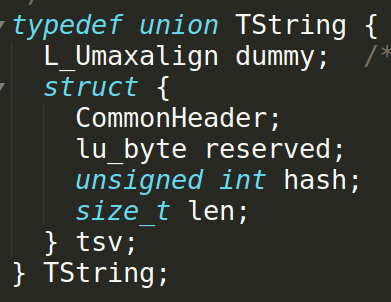 typedef union TString {
L_Umaxalign dummy; /*
struct {
CommonHeader;
lu_byte reserved;
unsigned int hash;
size_t len;
} tsv;
} TString;